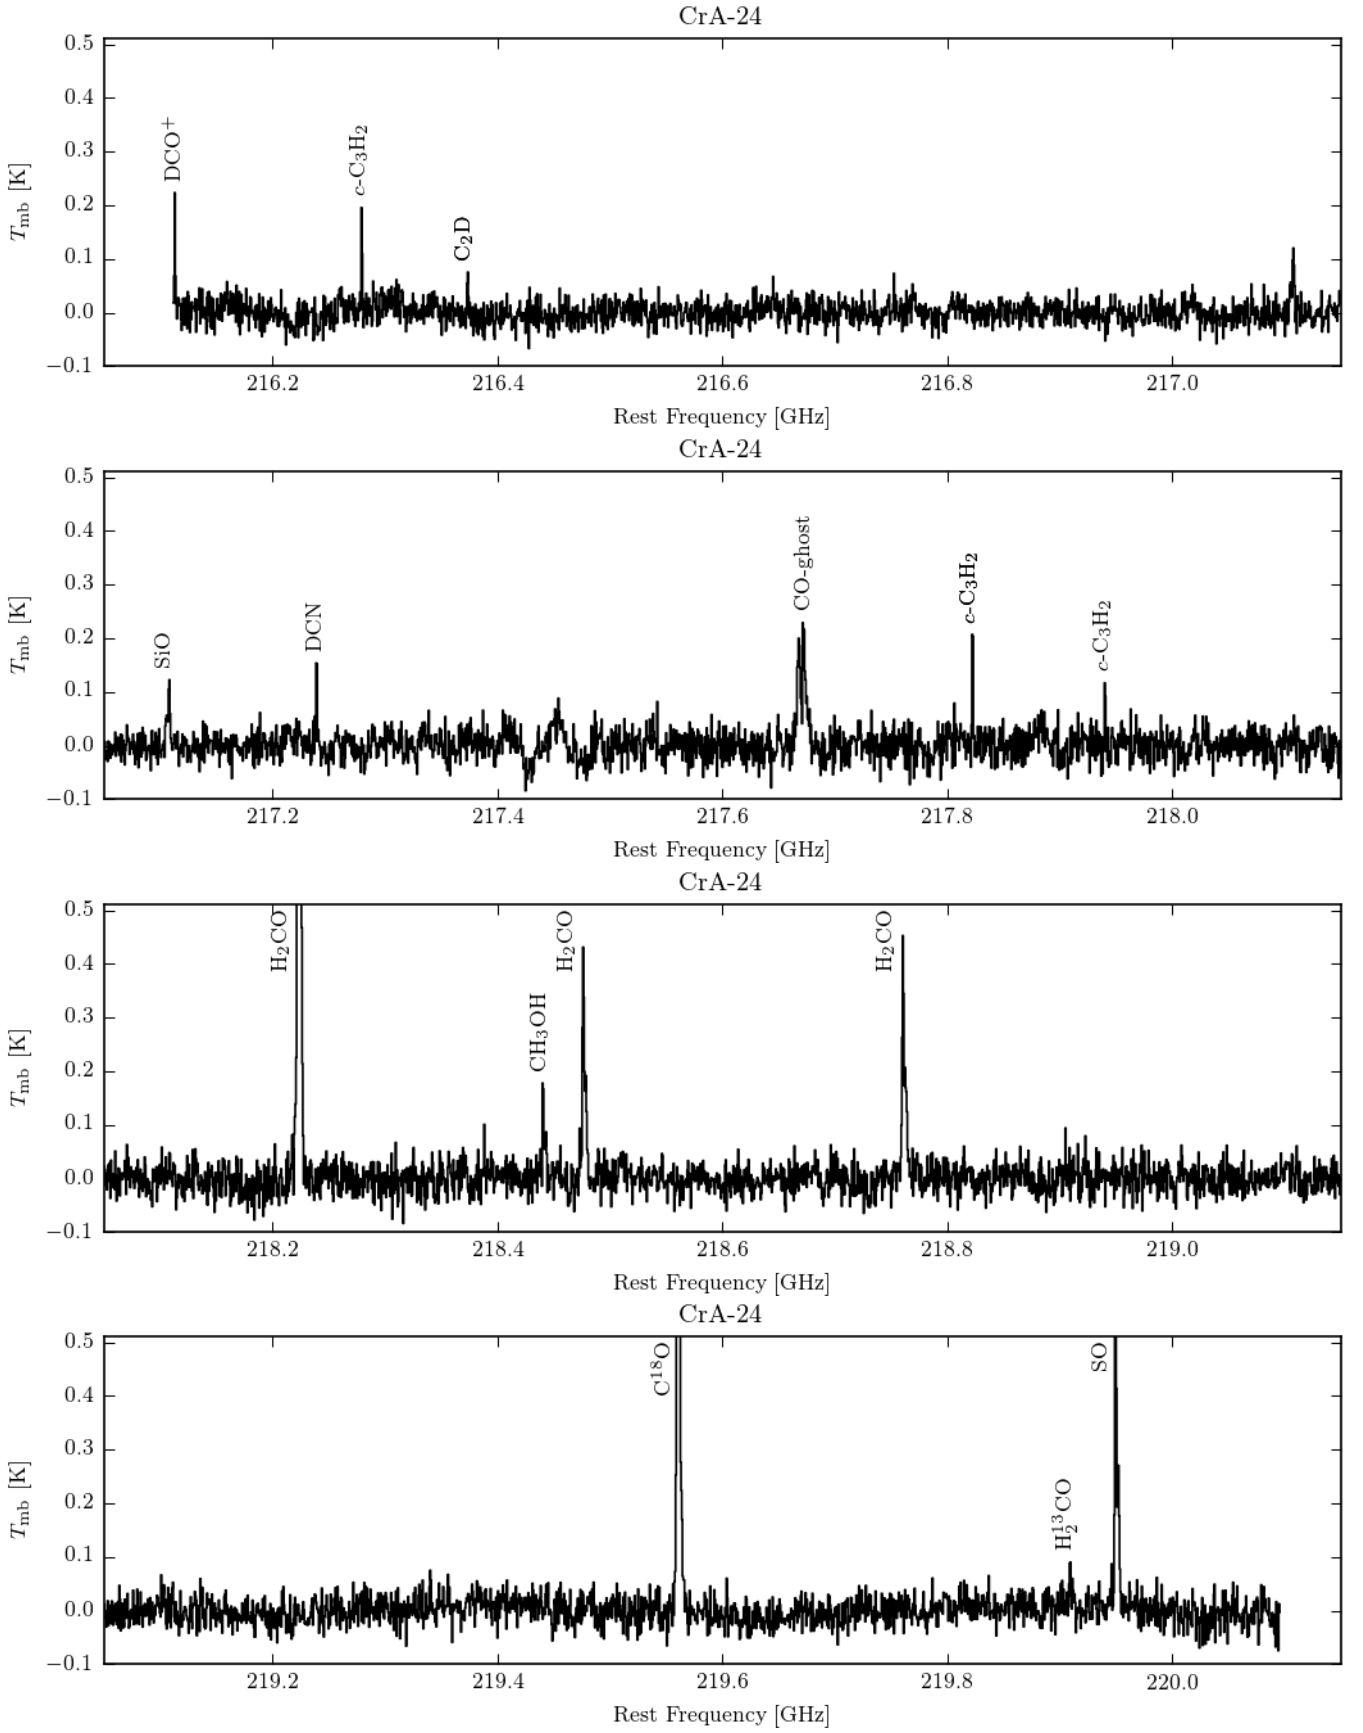 CrA-24
0.5
0.4
0.3
0.2
0.1
0.0
−0.1
T_mb [K]
DCO⁺
c-C₃H₂
C₂D
216.2 216.4 216.6 216.8 217.0
Rest Frequency [GHz]
CrA-24
0.5
0.4
0.3
0.2
0.1
0.0
−0.1
T_mb [K]
SiO
DCN
CO-ghost
c-C₃H₂
c-C₃H₂
217.2 217.4 217.6 217.8 218.0
Rest Frequency [GHz]
CrA-24
0.5
0.4
0.3
0.2
0.1
0.0
−0.1
T_mb [K]
H₂CO
CH₃OH
H₂CO
H₂CO
218.2 218.4 218.6 218.8 219.0
Rest Frequency [GHz]
CrA-24
0.5
0.4
0.3
0.2
0.1
0.0
−0.1
T_mb [K]
C¹⁸O
H₂¹³CO
SO
219.2 219.4 219.6 219.8 220.0
Rest Frequency [GHz]